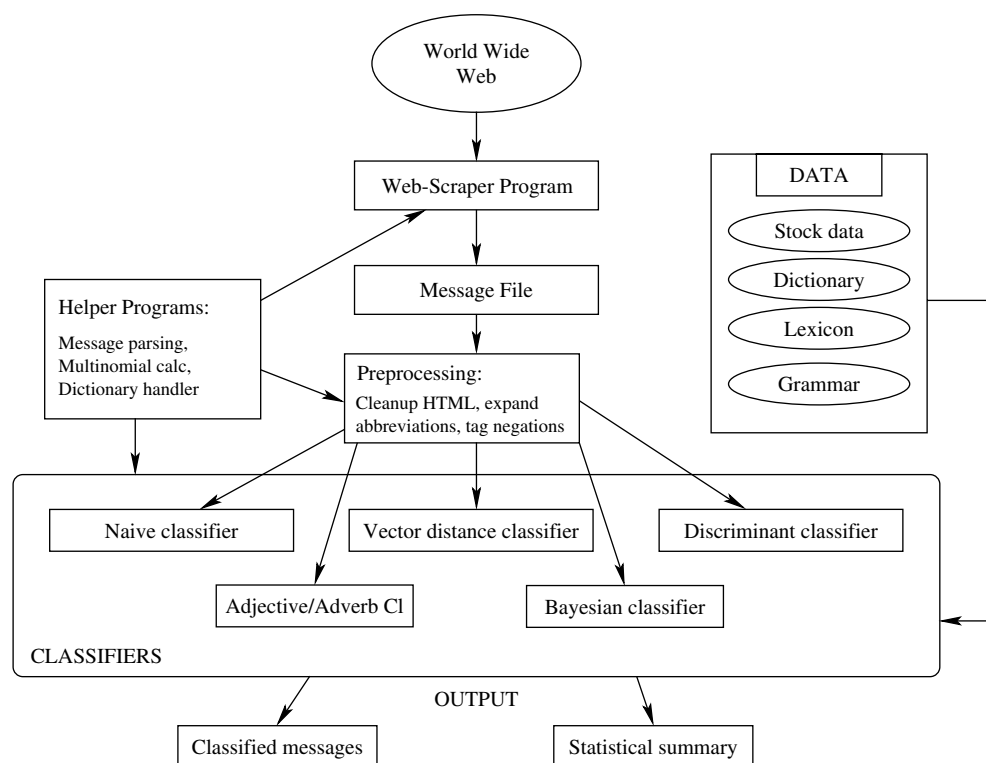 World Wide
Web
Web-Scraper Program
DATA
Stock data
Dictionary
Lexicon
Grammar
Message File
Helper Programs:
Message parsing,
Multinomial calc,
Dictionary handler
Preprocessing:
Cleanup HTML, expand
abbreviations, tag negations
Naive classifier
Vector distance classifier
Discriminant classifier
Adjective/Adverb Cl
Bayesian classifier
CLASSIFIERS
OUTPUT
Classified messages
Statistical summary